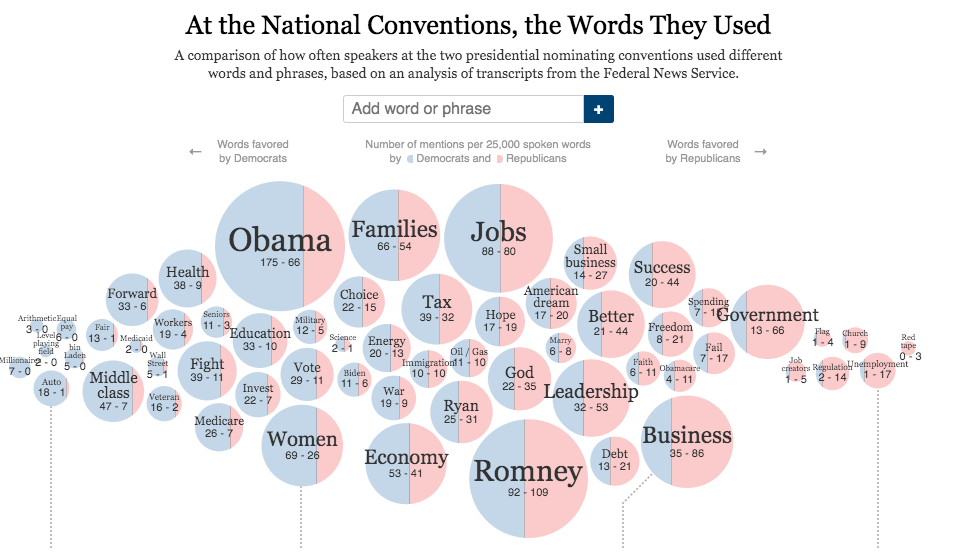 At the National Conventions, the Words They Used
A comparison of how often speakers at the two presidential nominating conventions used different
words and phrases, based on an analysis of transcripts from the Federal News Service.
Add word or phrase
+
← Words favored
by Democrats
Number of mentions per 25,000 spoken words
by Democrats and Republicans
Words favored →
by Republicans
Obama
175 - 66
Families
66 - 54
Jobs
88 - 80
Small
business
14 - 27
Success
20 - 44
Health
38 - 9
Forward
33 - 6
Choice
22 - 15
Tax
39 - 32
American
dream
17 - 20
Hope
17 - 19
Better
21 - 44
Spending
Government
13 - 66
Freedom
8 - 21
Arithmetic
3 - 0
Equal
pay
6 - 0
Level
playing
field
2 - 0
bin
Laden
5 - 0
Millionaire
7 - 0
Fair
13 - 1
Medicaid
2 - 0
Workers
19 - 4
Seniors
11 - 3
Education
33 - 10
Military
12 - 5
Science
2 - 1
Energy
20 - 13
Immigration
10 - 10
Oil / Gas
11 - 10
Marry
6 - 8
Fail
7 - 17
Flag
1 - 4
Church
1 - 9
Red
tape
0 - 3
Auto
18 - 1
Middle
class
47 - 7
Wall
Street
5 - 1
Fight
39 - 11
Vote
29 - 11
Biden
11 - 6
God
22 - 35
Faith
6 - 11
Obamacare
4 - 11
Job
creators
1 - 5
Regulation
2 - 14
Unemployment
1 - 17
Veteran
16 - 2
Invest
22 - 7
War
19 - 9
Leadership
32 - 53
Medicare
26 - 7
Ryan
25 - 31
Women
69 - 26
Economy
53 - 41
Romney
92 - 109
Debt
13 - 21
Business
35 - 86